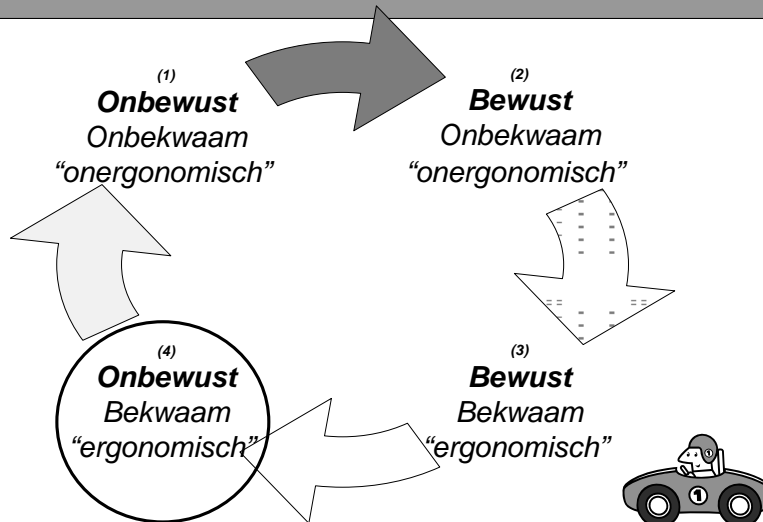 (1)
Onbewust
Onbekwaam
“onergonomisch”
(2)
Bewust
Onbekwaam
“onergonomisch”
(3)
Bewust
Bekwaam
“ergonomisch”
(4)
Onbewust
Bekwaam
“ergonomisch”
1
1